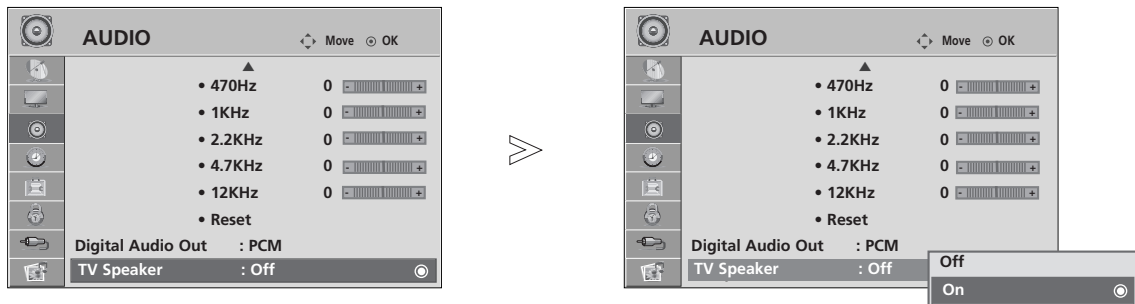 AUDIO
Move OK
• 470Hz 0 - +
• 1KHz 0 - +
• 2.2KHz 0 - +
• 4.7KHz 0 - +
• 12KHz 0 - +
• Reset
Digital Audio Out : PCM
TV Speaker : Off
>
AUDIO
Move OK
• 470Hz 0 - +
• 1KHz 0 - +
• 2.2KHz 0 - +
• 4.7KHz 0 - +
• 12KHz 0 - +
• Reset
Digital Audio Out : PCM
TV Speaker : Off
Off
On